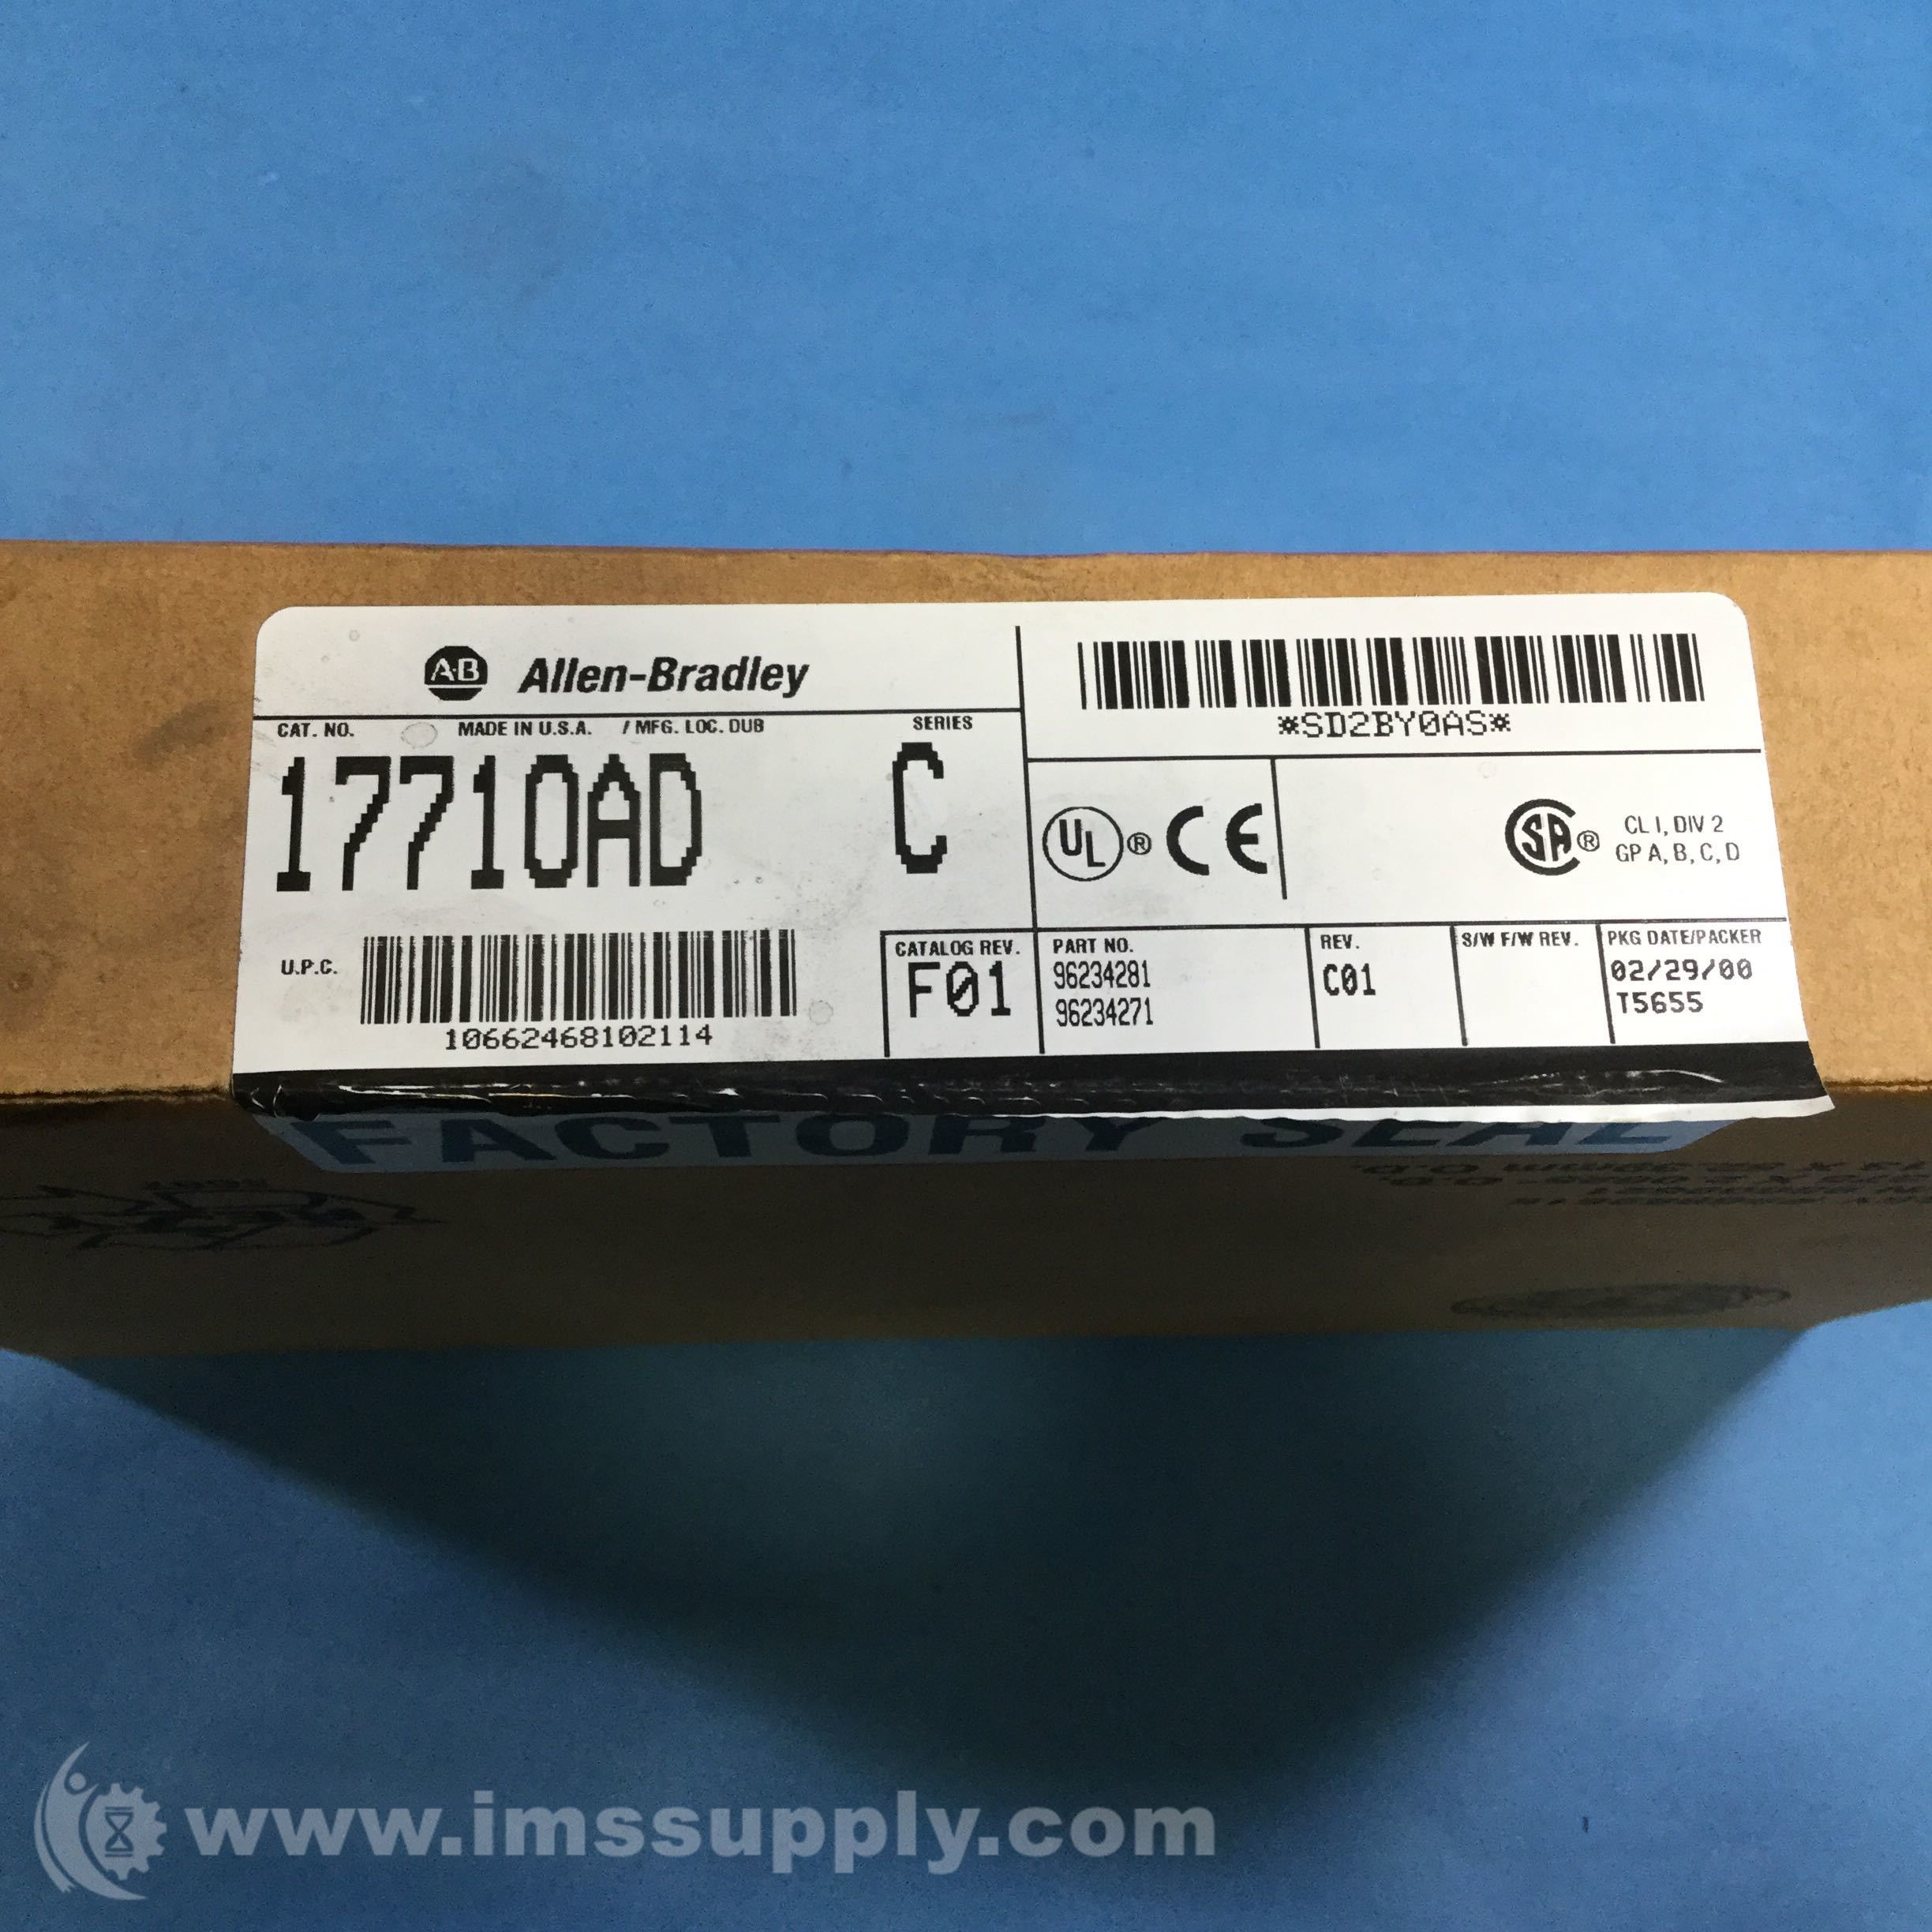 A-B Allen-Bradley
CAT. NO. MADE IN U.S.A. / MFG. LOC. DUB SERIES
1771OAD C
U.P.C.
10662468102114
CATALOG REV.
F01
*SD2BY0AS*
UL ® CE
SA ® CL I, DIV 2
GP A, B, C, D
PART NO.
96234281
96234271
REV.
C01
S/W F/W REV.
PKG DATE/PACKER
02/29/00
T5655
FACTORY SEAL
www.imssupply.com